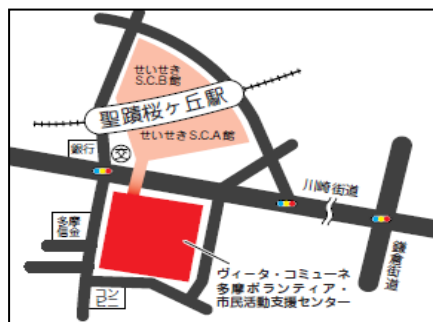 せいせき
S.C.B館
聖蹟桜ヶ丘駅
せいせきS.C.A館
銀行
文
川崎街道
多摩
信金
鎌倉街道
コン
ビニ
ヴィータ・コミューネ
多摩ボランティア・
市民活動支援センター